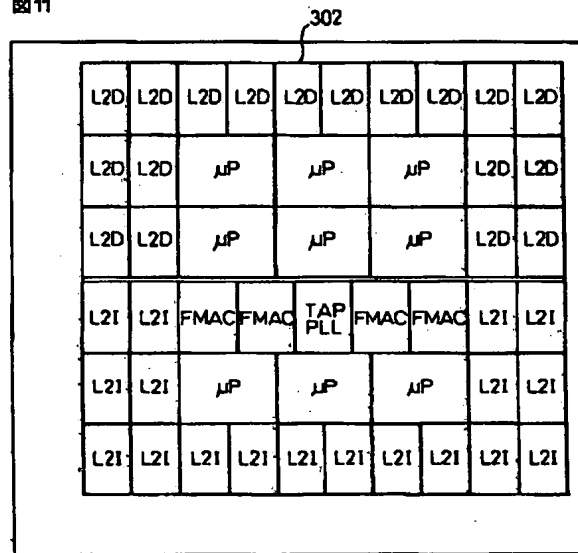 図11
302
L2D L2D L2D L2D L2D L2D L2D L2D L2D L2D
L2D L2D μP μP μP L2D L2D
L2D L2D μP μP μP L2D L2D
L2I L2I FMAC FMAC TAP PLL FMAC FMAC L2I L2I
L2I L2I μP μP μP L2I L2I
L2I L2I L2I L2I L2I L2I L2I L2I L2I L2I